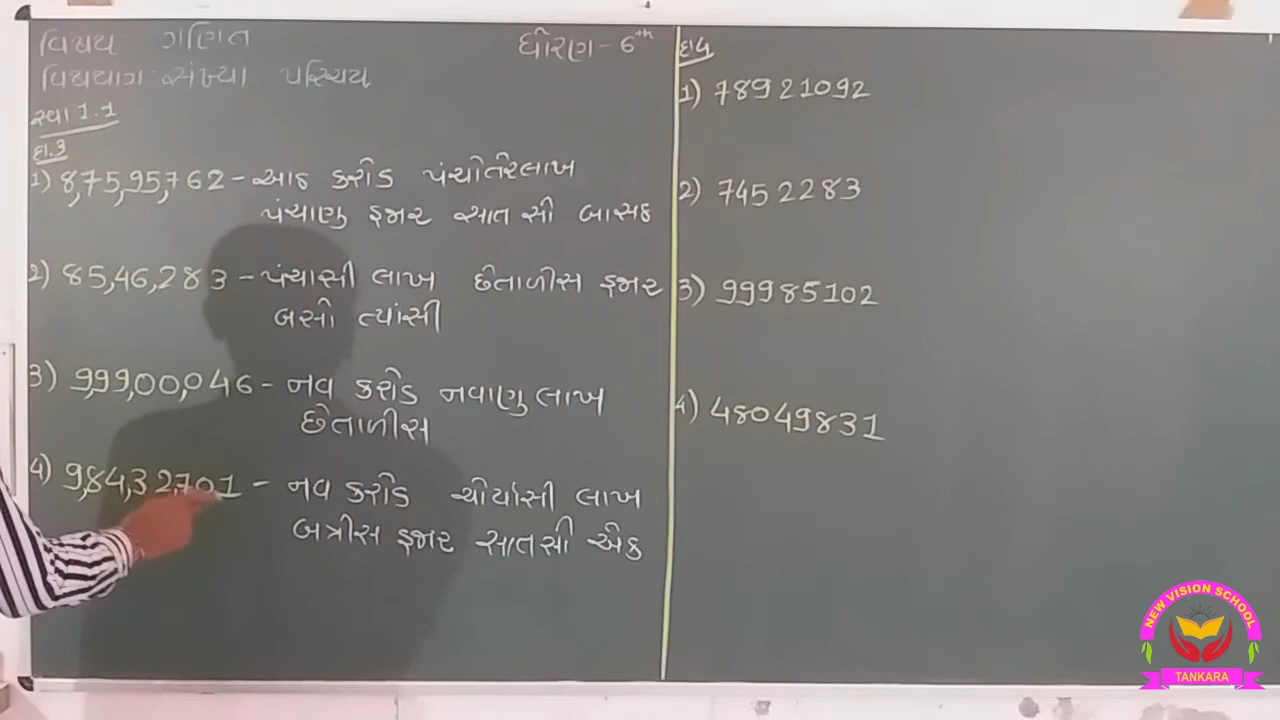 વિષય: ગણિત
ધોરણ - 6th
વિષયાંગ: સંખ્યા પરિચય
સ્વા 1.1
દા.3
1) 8,75,95,762 - આઠ કરોડ પંચોતેર લાખ
પંચાણુ હજાર સાત સો બાસઠ
2) 85,46,283 - પંચાસી લાખ છેતાળીસ હજાર
બસો ત્યાંસી
3) 9,99,00,046 - નવ કરોડ નવાણુ લાખ
છેતાળીસ
4) 9,84,32,701 - નવ કરોડ ચોર્યાસી લાખ
બત્રીસ હજાર સાતસો એક
દા4
1) 78921092
2) 7452283
3) 99985102
4) 48049831
NEW VISION SCHOOL
TANKARA